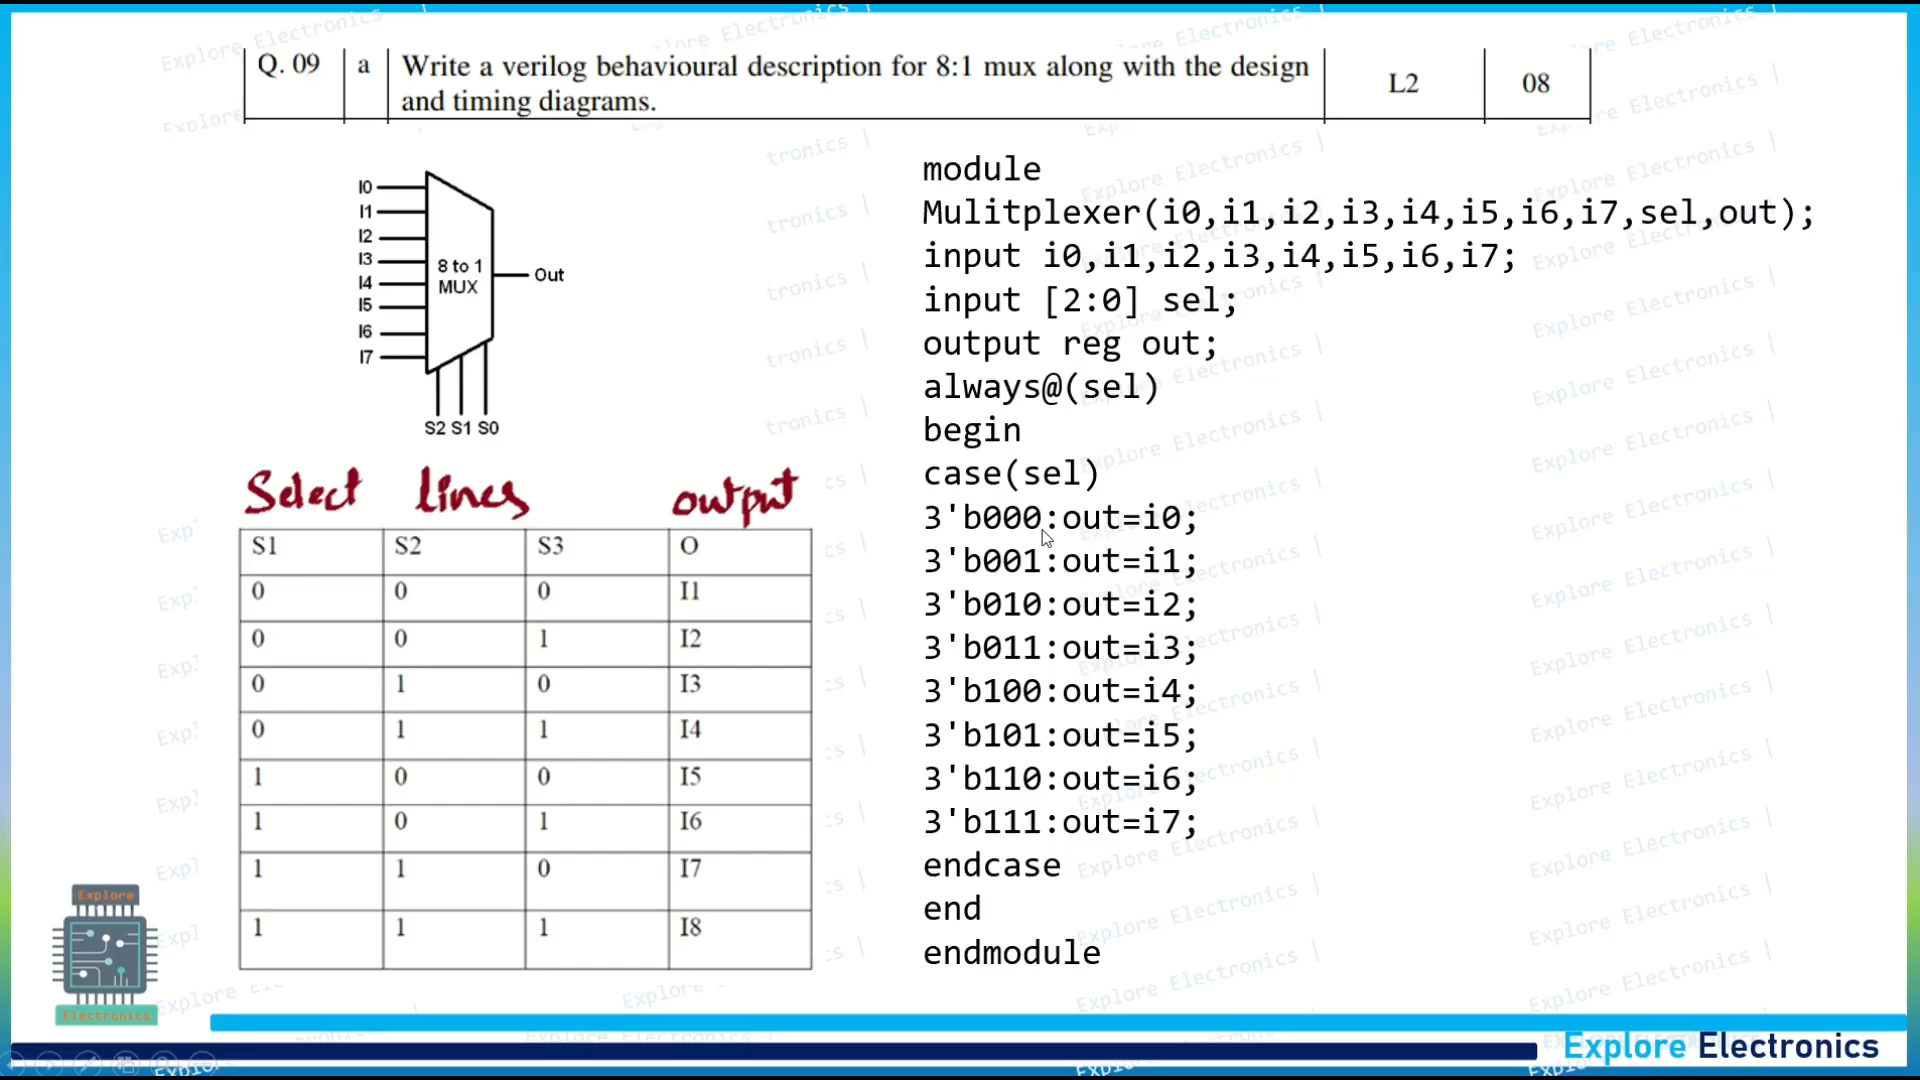 Q. 09 a Write a verilog behavioural description for 8:1 mux along with the design L2 08
and timing diagrams.
I0
I1
I2
I3
I4
I5
I6
I7
8 to 1
MUX
Out
S2 S1 S0
Select lines output
S1 S2 S3 O
0 0 0 I1
0 0 1 I2
0 1 0 I3
0 1 1 I4
1 0 0 I5
1 0 1 I6
1 1 0 I7
1 1 1 I8
module
Mulitplexer(i0,i1,i2,i3,i4,i5,i6,i7,sel,out);
input i0,i1,i2,i3,i4,i5,i6,i7;
input [2:0] sel;
output reg out;
always@(sel)
begin
case(sel)
3'b000:out=i0;
3'b001:out=i1;
3'b010:out=i2;
3'b011:out=i3;
3'b100:out=i4;
3'b101:out=i5;
3'b110:out=i6;
3'b111:out=i7;
endcase
end
endmodule
Explore
Electronics
Explore Electronics